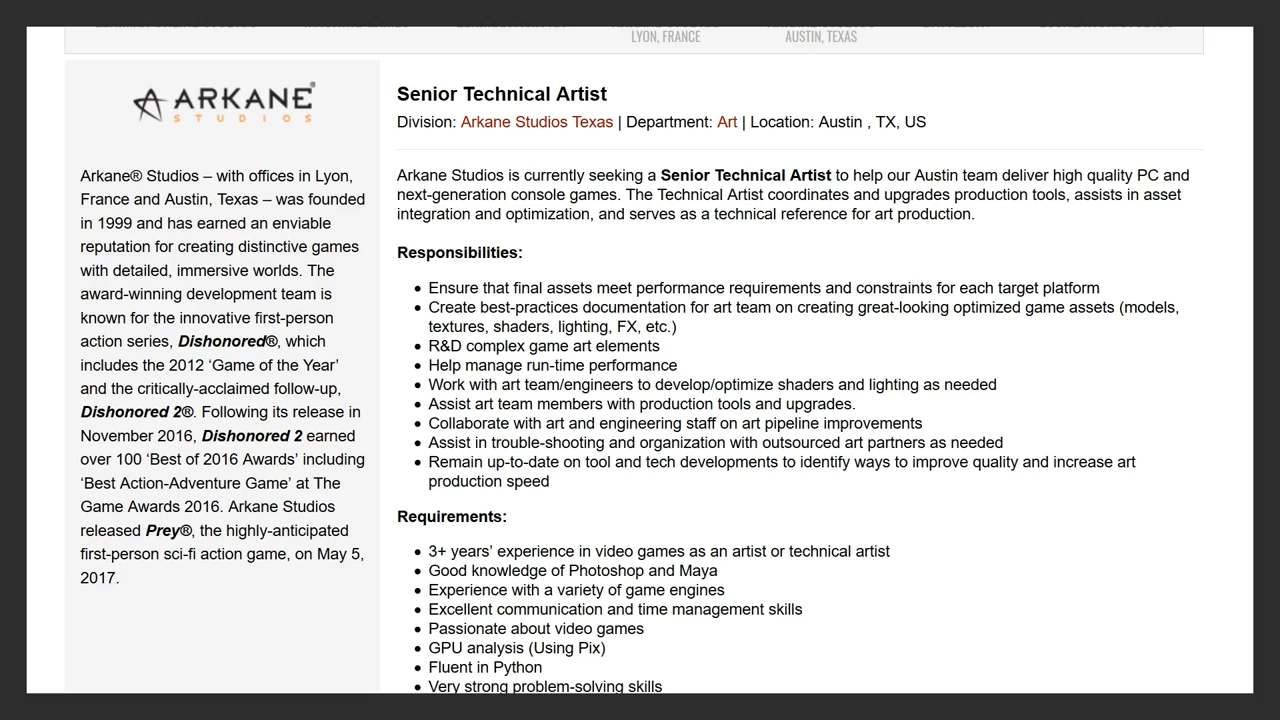 LYON, FRANCE
AUSTIN, TEXAS
ARKANE
STUDIOS
Arkane® Studios – with offices in Lyon,
France and Austin, Texas – was founded
in 1999 and has earned an enviable
reputation for creating distinctive games
with detailed, immersive worlds. The
award-winning development team is
known for the innovative first-person
action series, Dishonored®, which
includes the 2012 ‘Game of the Year’
and the critically-acclaimed follow-up,
Dishonored 2®. Following its release in
November 2016, Dishonored 2 earned
over 100 ‘Best of 2016 Awards’ including
‘Best Action-Adventure Game’ at The
Game Awards 2016. Arkane Studios
released Prey®, the highly-anticipated
first-person sci-fi action game, on May 5,
2017.
Senior Technical Artist
Division: Arkane Studios Texas | Department: Art | Location: Austin , TX, US
Arkane Studios is currently seeking a Senior Technical Artist to help our Austin team deliver high quality PC and
next-generation console games. The Technical Artist coordinates and upgrades production tools, assists in asset
integration and optimization, and serves as a technical reference for art production.
Responsibilities:
• Ensure that final assets meet performance requirements and constraints for each target platform
• Create best-practices documentation for art team on creating great-looking optimized game assets (models,
textures, shaders, lighting, FX, etc.)
• R&D complex game art elements
• Help manage run-time performance
• Work with art team/engineers to develop/optimize shaders and lighting as needed
• Assist art team members with production tools and upgrades.
• Collaborate with art and engineering staff on art pipeline improvements
• Assist in trouble-shooting and organization with outsourced art partners as needed
• Remain up-to-date on tool and tech developments to identify ways to improve quality and increase art
production speed
Requirements:
• 3+ years’ experience in video games as an artist or technical artist
• Good knowledge of Photoshop and Maya
• Experience with a variety of game engines
• Excellent communication and time management skills
• Passionate about video games
• GPU analysis (Using Pix)
• Fluent in Python
• Very strong problem-solving skills